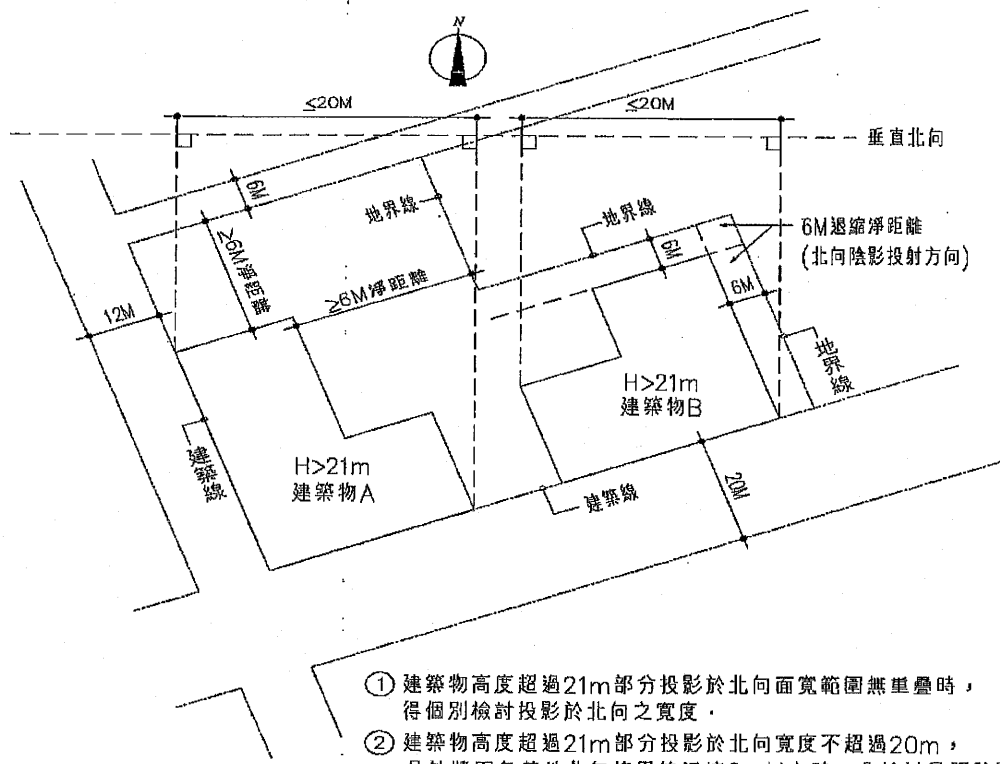 N
≤20M
≤20M
垂直北向
6M
地界線
地界線
6M退縮淨距離
(北向陰影投射方向)
≥6M淨距離
≥6M淨距離
6M
6M
12M
地界線
H>21m
建築物B
H>21m
建築物A
建築線
建築線
20M
① 建築物高度超過21m部分投影於北向面寬範圍無重疊時，
得個別檢討投影於北向之寬度．
② 建築物高度超過21m部分投影於北向寬度不超過20m，